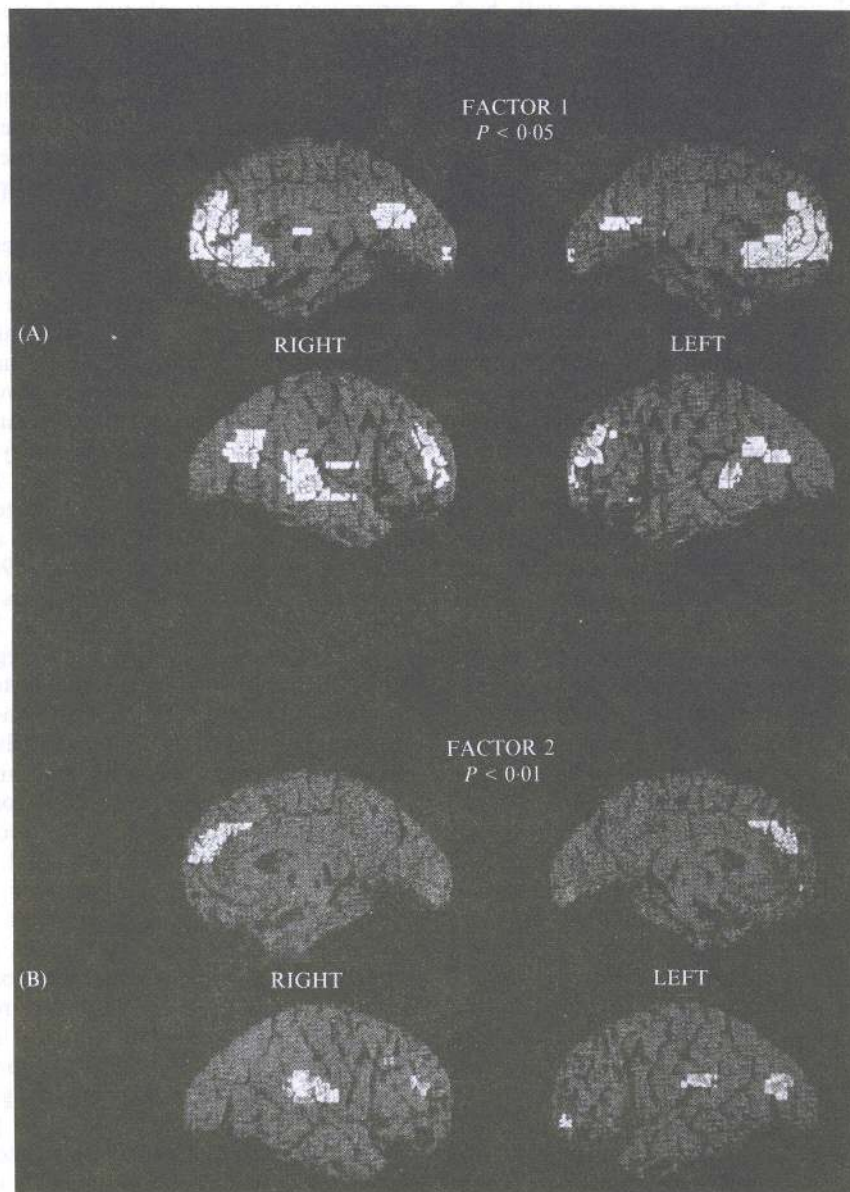 FACTOR 1
P < 0·05
(A)
RIGHT LEFT
FACTOR 2
P < 0·01
(B)
RIGHT LEFT